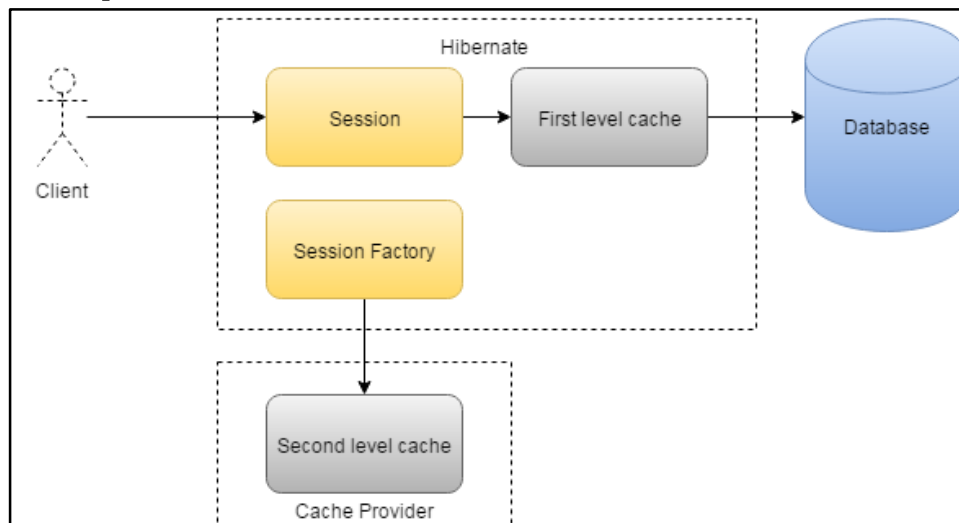 Hibernate
Session
First level cache
Database
Client
Session Factory
Second level cache
Cache Provider